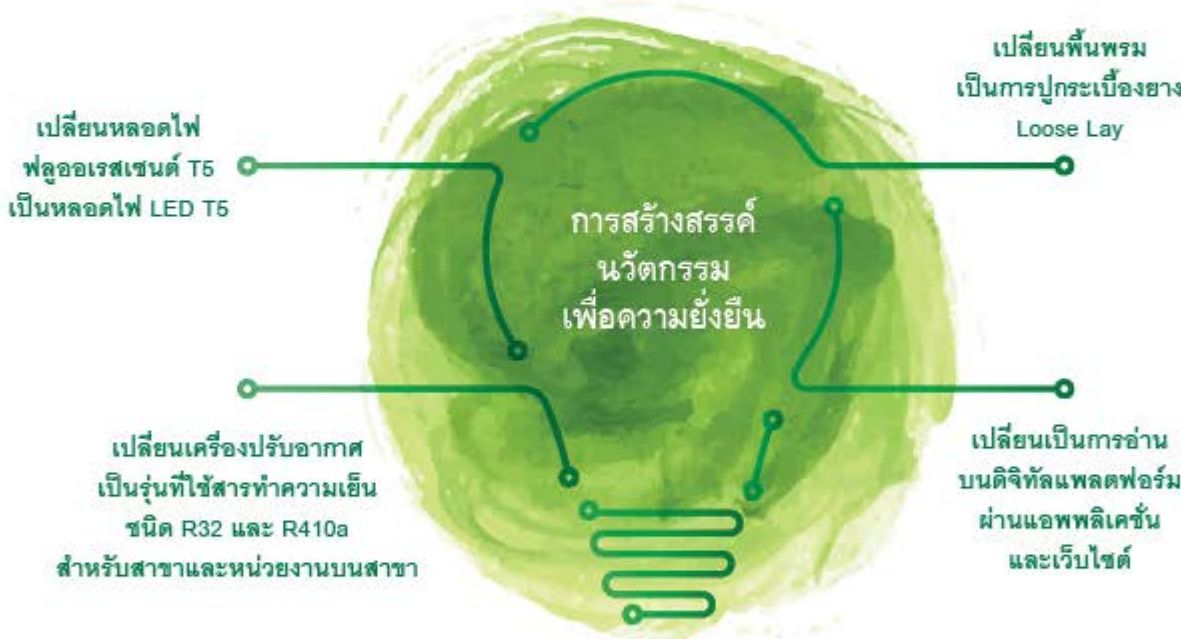 เปลี่ยนหลอดไฟ
ฟลูออเรสเซนต์ T5
เป็นหลอดไฟ LED T5
เปลี่ยนพื้นพรม
เป็นการปูกระเบื้องยาง
Loose Lay
การสร้างสรรค์
นวัตกรรม
เพื่อความยั่งยืน
เปลี่ยนเครื่องปรับอากาศ
เป็นรุ่นที่ใช้สารทำความเย็น
ชนิด R32 และ R410a
สำหรับสาขาและหน่วยงานบนสาขา
เปลี่ยนเป็นการอ่าน
บนดิจิทัลแพลตฟอร์ม
ผ่านแอพพลิเคชั่น
และเว็บไซต์